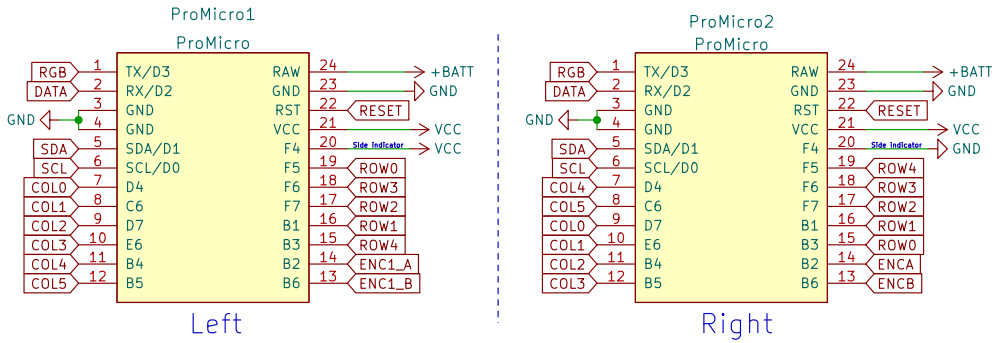 ProMicro1
ProMicro
RGB 1 TX/D3 RAW 24 +BATT
DATA 2 RX/D2 GND 23 GND
3 GND RST 22 RESET
GND 4 GND VCC 21 VCC
SDA 5 SDA/D1 F4 20 Side indicator VCC
SCL 6 SCL/D0 F5 19 ROW0
COL0 7 D4 F6 18 ROW3
COL1 8 C6 F7 17 ROW2
COL2 9 D7 B1 16 ROW1
COL3 10 E6 B3 15 ROW4
COL4 11 B4 B2 14 ENC1_A
COL5 12 B5 B6 13 ENC1_B
Left
ProMicro2
ProMicro
RGB 1 TX/D3 RAW 24 +BATT
DATA 2 RX/D2 GND 23 GND
3 GND RST 22 RESET
GND 4 GND VCC 21 VCC
SDA 5 SDA/D1 F4 20 Side indicator GND
SCL 6 SCL/D0 F5 19 ROW4
COL4 7 D4 F6 18 ROW3
COL5 8 C6 F7 17 ROW2
COL0 9 D7 B1 16 ROW1
COL1 10 E6 B3 15 ROW0
COL2 11 B4 B2 14 ENCA
COL3 12 B5 B6 13 ENCB
Right